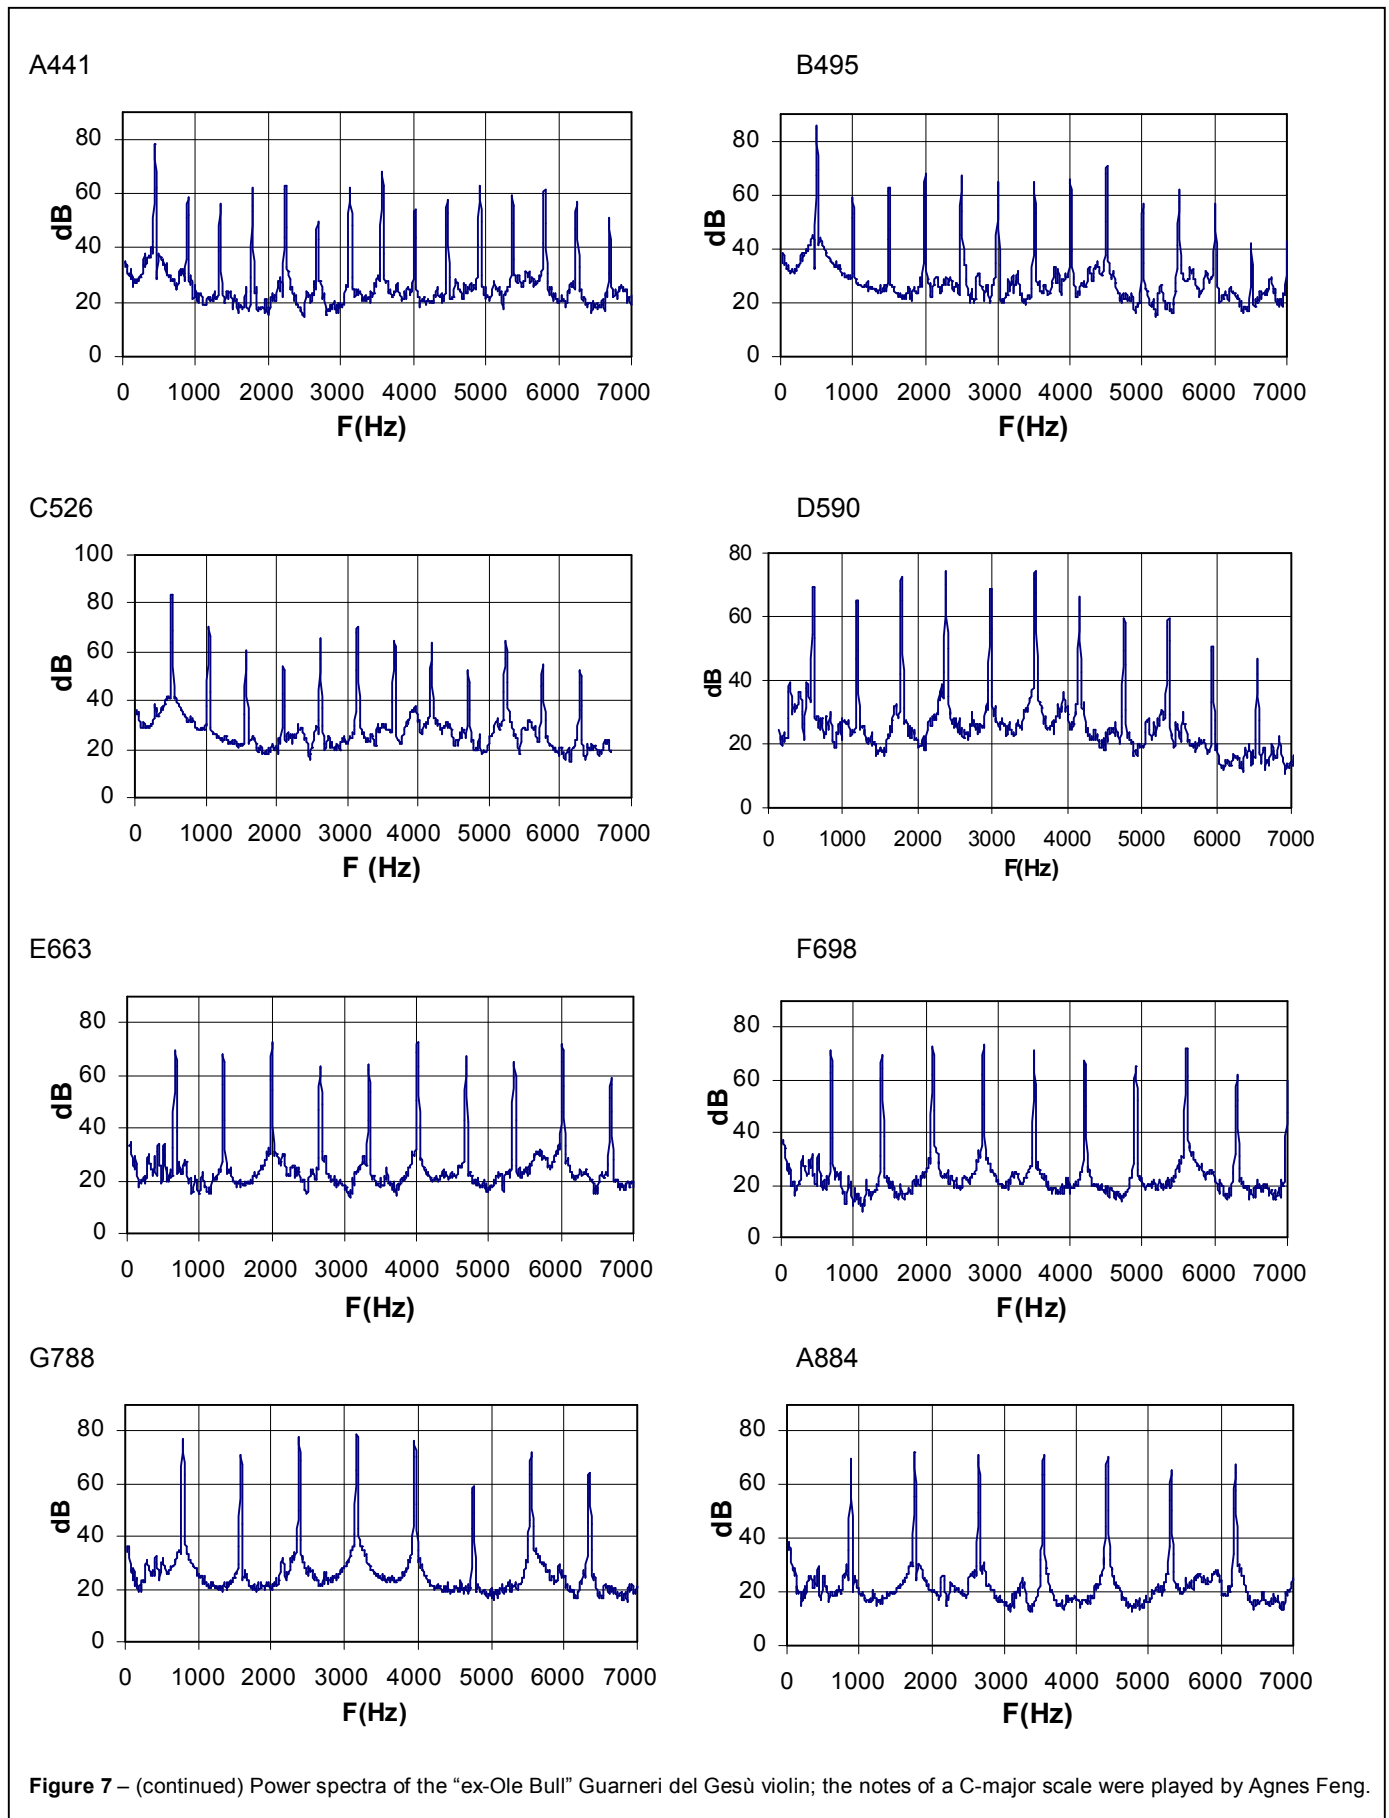 A441
B495
80
60
40
20
0
dB
0 1000 2000 3000 4000 5000 6000 7000
F(Hz)
80
60
40
20
0
dB
0 1000 2000 3000 4000 5000 6000 7000
F(Hz)
C526
D590
100
80
60
40
20
0
dB
0 1000 2000 3000 4000 5000 6000 7000
F (Hz)
80
60
40
20
0
dB
0 1000 2000 3000 4000 5000 6000 7000
F(Hz)
E663
F698
80
60
40
20
0
dB
0 1000 2000 3000 4000 5000 6000 7000
F(Hz)
80
60
40
20
0
dB
0 1000 2000 3000 4000 5000 6000 7000
F(Hz)
G788
A884
80
60
40
20
0
dB
0 1000 2000 3000 4000 5000 6000 7000
F(Hz)
80
60
40
20
0
dB
0 1000 2000 3000 4000 5000 6000 7000
F(Hz)
Figure 7 – (continued) Power spectra of the “ex-Ole Bull” Guarneri del Gesù violin; the notes of a C-major scale were played by Agnes Feng.